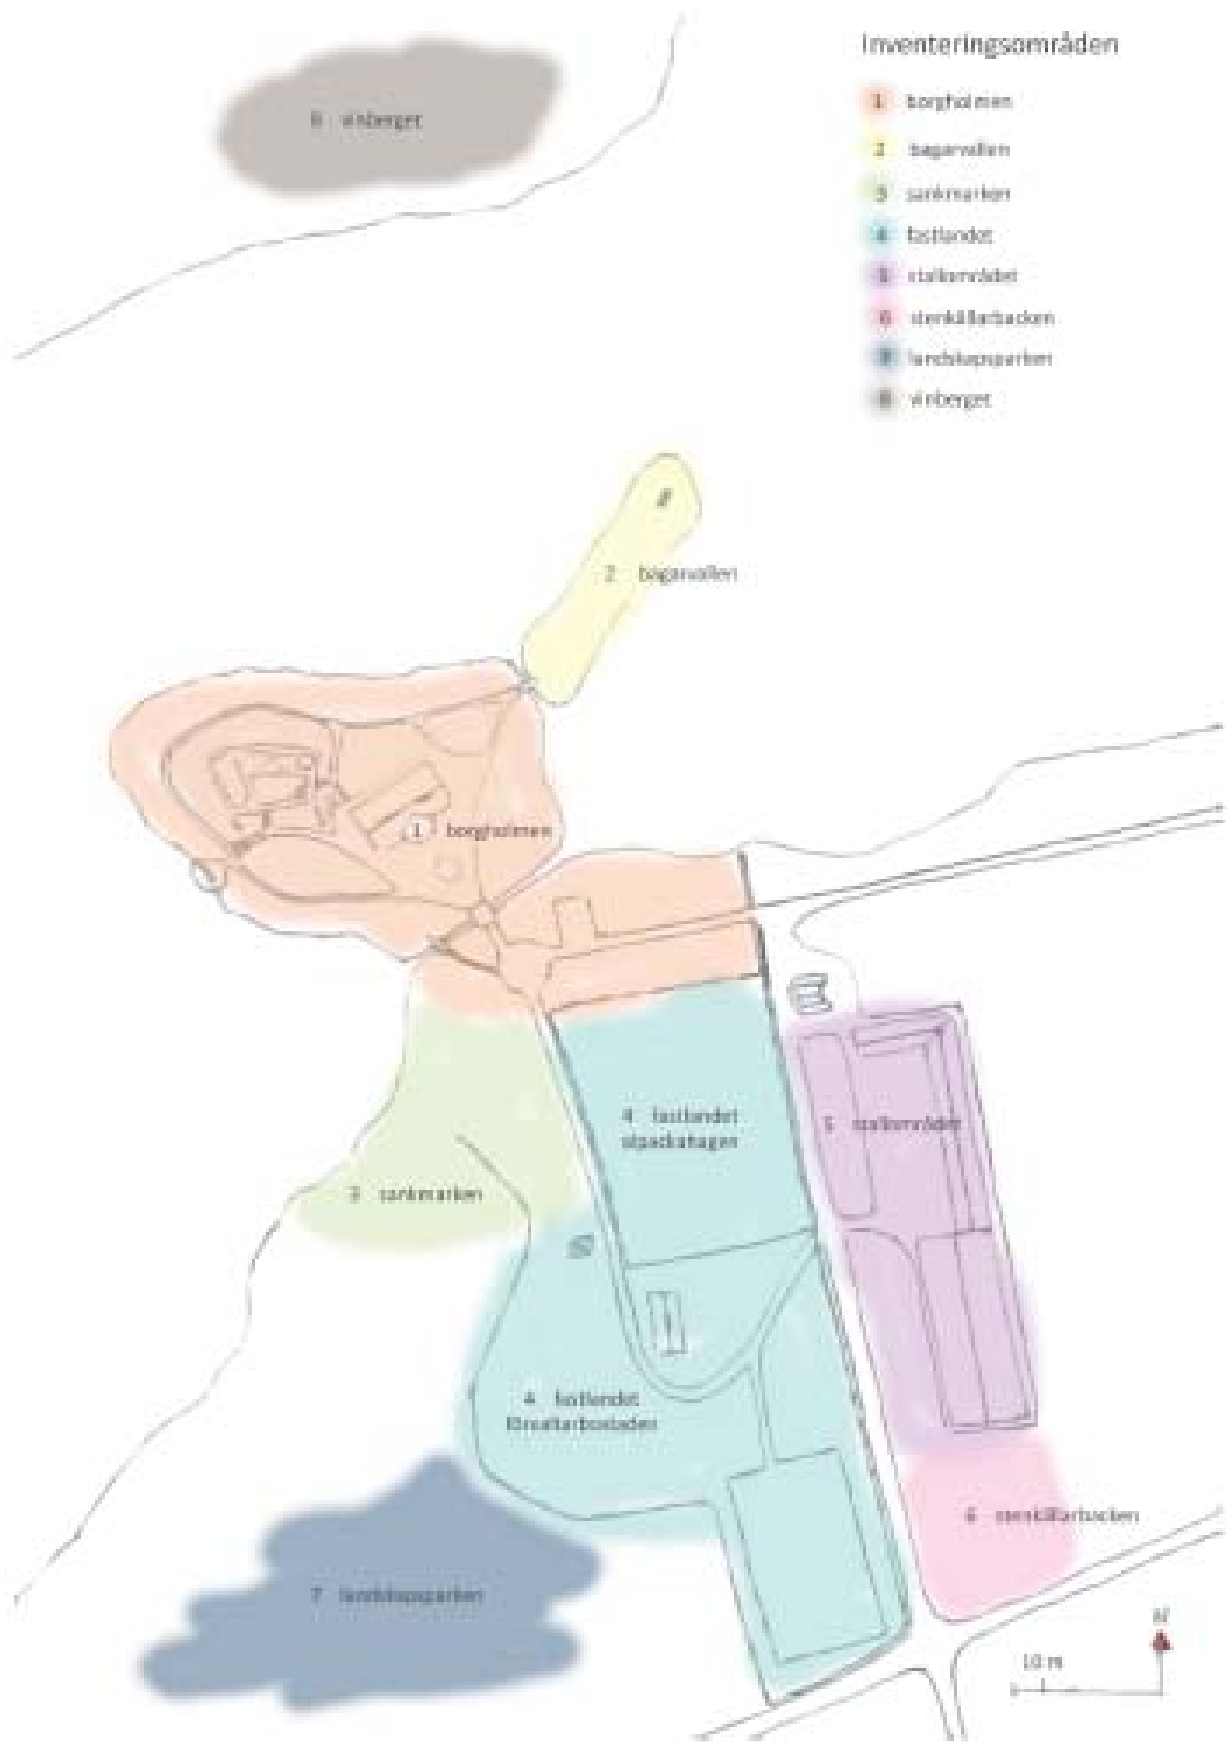 Inventeringsområden
1 borgholmen
2 bagarvallen
3 sankmarken
4 fastlandet
5 stallområdet
6 stenkällarbacken
7 landskapsparken
8 vinberget
8 vinberget
2 bagarvallen
1 borgholmen
4 fastlandet
alpackahagen
5 stallområdet
3 sankmarken
4 fastlandet
förvaltarbostaden
6 stenkällarbacken
7 landskapsparken
N
10 m